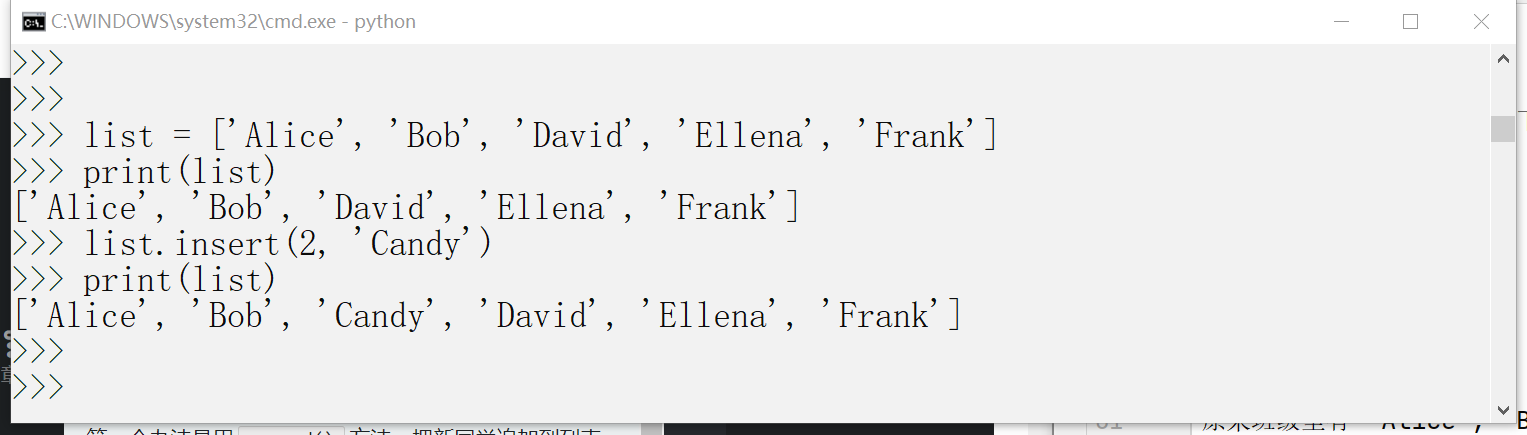 C:\WINDOWS\system32\cmd.exe - python
>>>
>>>
>>> list = ['Alice', 'Bob', 'David', 'Ellena', 'Frank']
>>> print(list)
['Alice', 'Bob', 'David', 'Ellena', 'Frank']
>>> list.insert(2, 'Candy')
>>> print(list)
['Alice', 'Bob', 'Candy', 'David', 'Ellena', 'Frank']
>>>
>>>